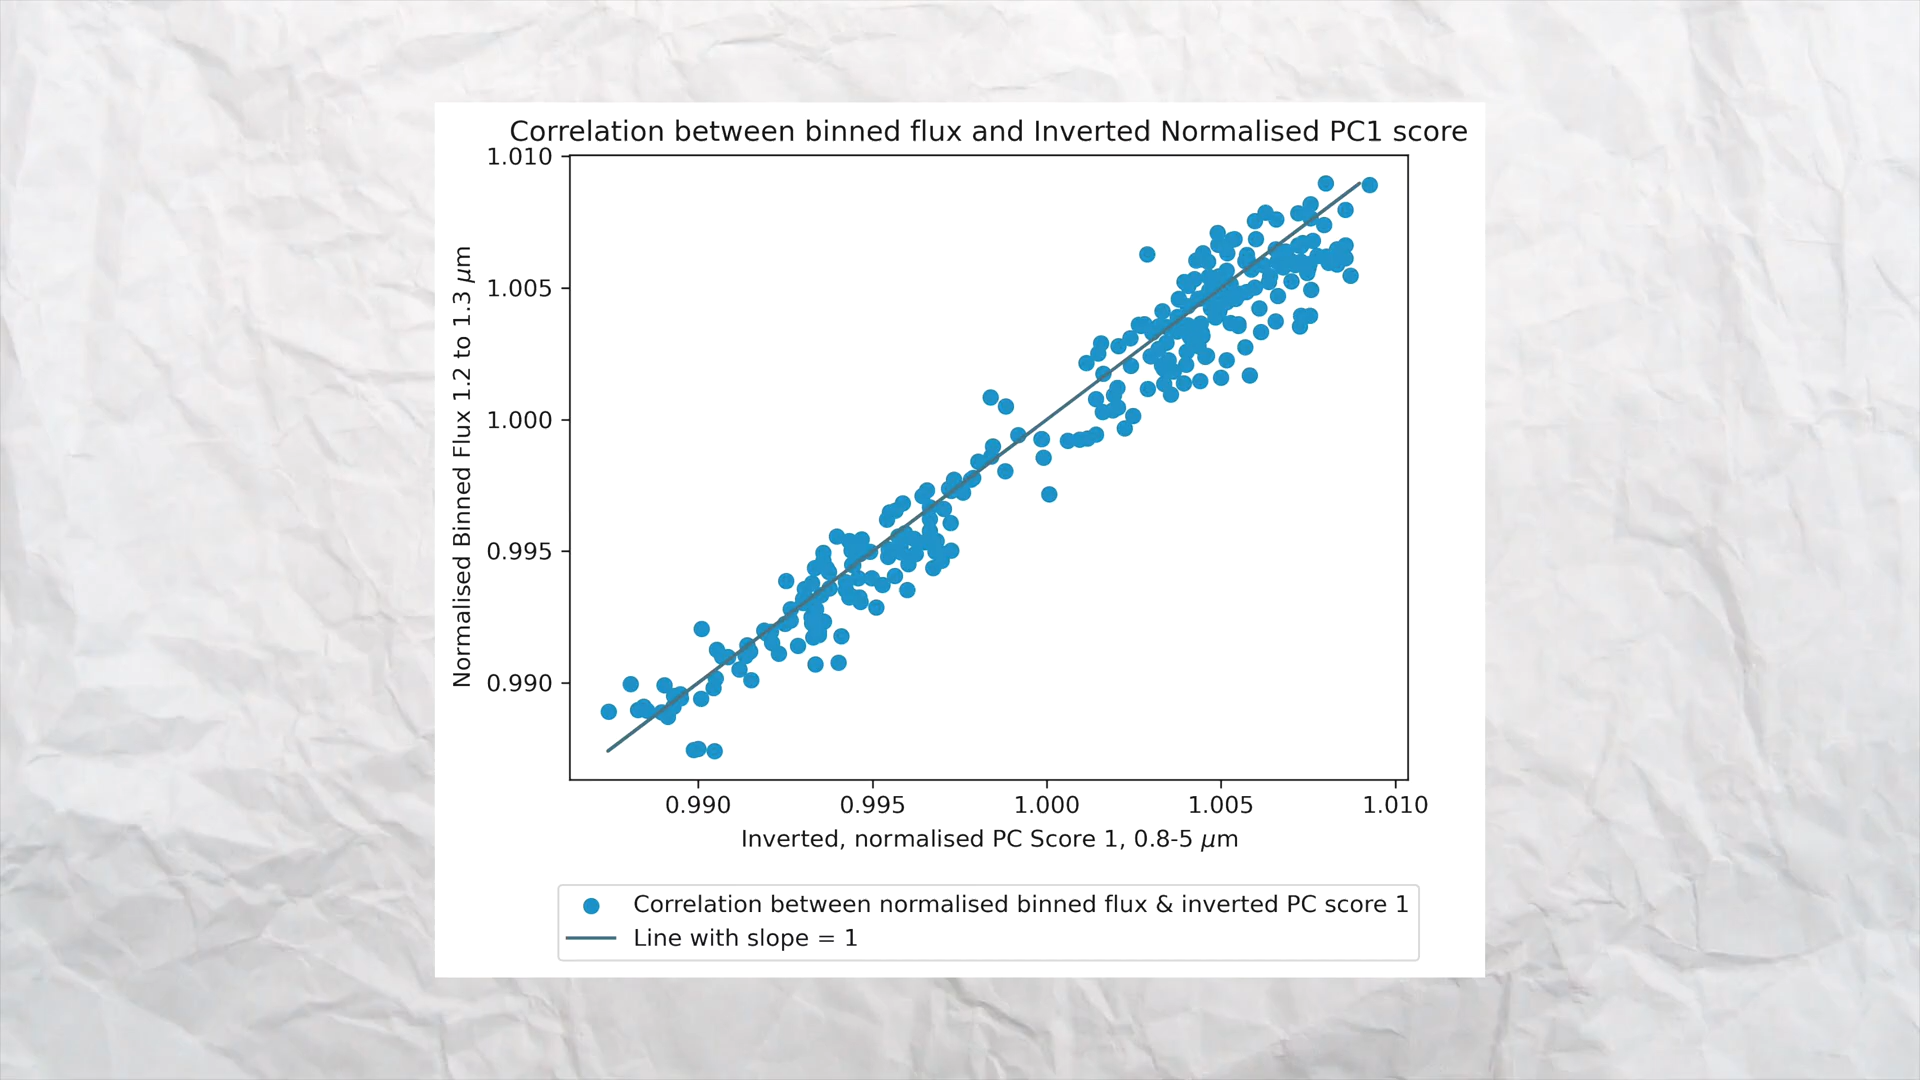 Correlation between binned flux and Inverted Normalised PC1 score
1.010
1.005
1.000
0.995
0.990
Normalised Binned Flux 1.2 to 1.3 μm
0.990 0.995 1.000 1.005 1.010
Inverted, normalised PC Score 1, 0.8-5 μm
Correlation between normalised binned flux & inverted PC score 1
Line with slope = 1